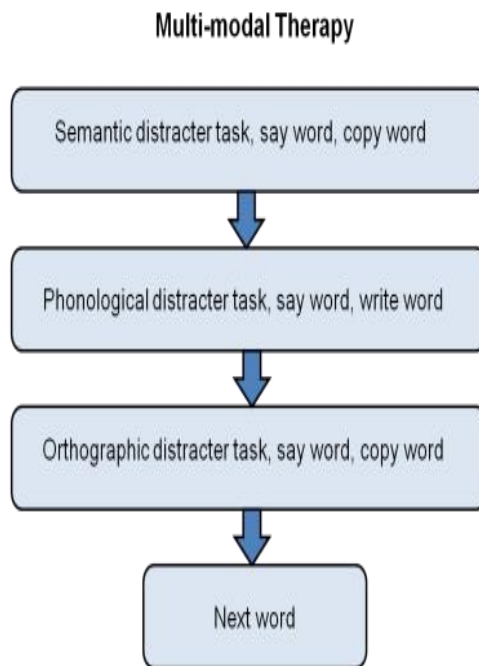 Multi-modal Therapy
Semantic distracter task, say word, copy word
Phonological distracter task, say word, write word
Orthographic distracter task, say word, copy word
Next word